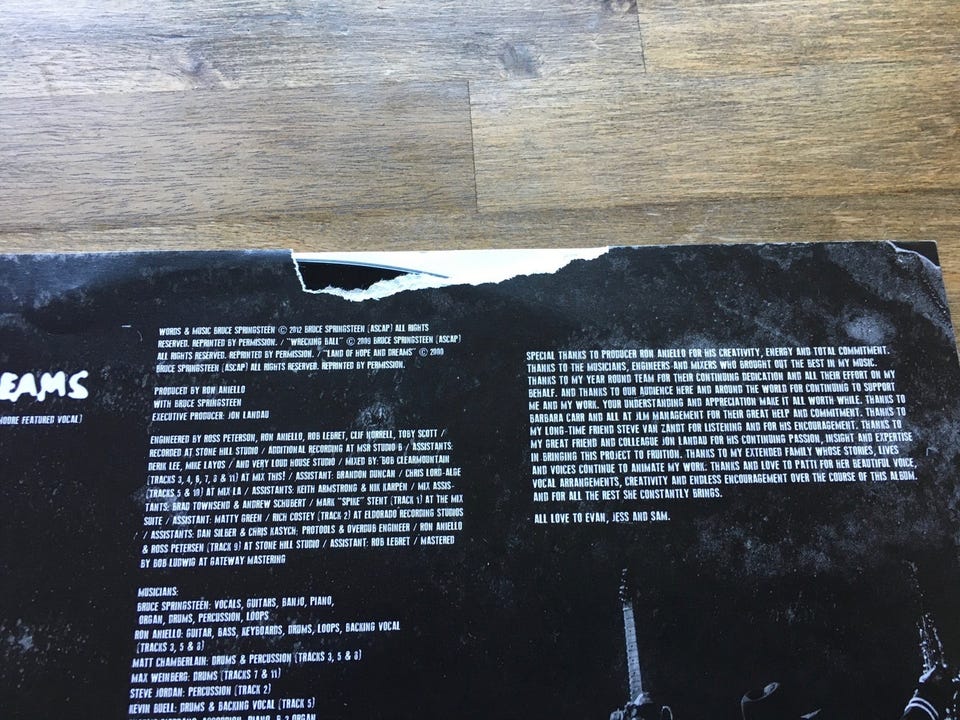 EAMS
MOORE FEATURED VOCAL)
WORDS & MUSIC BRUCE SPRINGSTEEN © 2012 BRUCE SPRINGSTEEN (ASCAP) ALL RIGHTS
RESERVED. REPRINTED BY PERMISSION. / "WRECKING BALL" © 2009 BRUCE SPRINGSTEEN (ASCAP)
ALL RIGHTS RESERVED. REPRINTED BY PERMISSION. / "LAND OF HOPE AND DREAMS" © 2000
BRUCE SPRINGSTEEN (ASCAP) ALL RIGHTS RESERVED. REPRINTED BY PERMISSION.
PRODUCED BY RON ANIELLO
WITH BRUCE SPRINGSTEEN
EXECUTIVE PRODUCER: JON LANDAU
ENGINEERED BY ROSS PETERSON, RON ANIELLO, ROB LEBRET, CLIF NORRELL, TOBY SCOTT /
RECORDED AT STONE HILL STUDIO / ADDITIONAL RECORDING AT MSR STUDIO B / ASSISTANTS:
DERIK LEE, MIKE LAYOS / AND VERY LOUD HOUSE STUDIO / MIXED BY: BOB CLEARMOUNTAIN
(TRACKS 3, 4, 6, 7, 8 & 11) AT MIX THIS! / ASSISTANT: BRANDON DUNCAN / CHRIS LORD-ALGE
(TRACKS 5 & 10) AT MIX LA / ASSISTANTS: KEITH ARMSTRONG & NIK KARPEN / MIX ASSIS-
TANTS: BRAD TOWNSEND & ANDREW SCHUBERT / MARK "SPIKE" STENT (TRACK 1) AT THE MIX
SUITE / ASSISTANT: MATTY GREEN / RICH COSTEY (TRACK 2) AT ELDORADO RECORDING STUDIOS
/ ASSISTANTS: DAN SILBER & CHRIS KASYCH; PROTOOLS & OVERDUB ENGINEER / RON ANIELLO
& ROSS PETERSEN (TRACK 9) AT STONE HILL STUDIO / ASSISTANT: ROB LEBRET / MASTERED
BY BOB LUDWIG AT GATEWAY MASTERING
MUSICIANS:
BRUCE SPRINGSTEEN: VOCALS, GUITARS, BANJO, PIANO,
ORGAN, DRUMS, PERCUSSION, LOOPS
RON ANIELLO: GUITAR, BASS, KEYBOARDS, DRUMS, LOOPS, BACKING VOCAL
(TRACKS 3, 5 & 8)
MATT CHAMBERLAIN: DRUMS & PERCUSSION (TRACKS 3, 5 & 8)
MAX WEINBERG: DRUMS (TRACKS 7 & 11)
STEVE JORDAN: PERCUSSION (TRACK 2)
KEVIN BUELL: DRUMS & BACKING VOCAL (TRACK 5)
SPECIAL THANKS TO PRODUCER RON ANIELLO FOR HIS CREATIVITY, ENERGY AND TOTAL COMMITMENT.
THANKS TO THE MUSICIANS, ENGINEERS AND MIXERS WHO BROUGHT OUT THE BEST IN MY MUSIC.
THANKS TO MY YEAR ROUND TEAM FOR THEIR CONTINUING DEDICATION AND ALL THEIR EFFORT ON MY
BEHALF. AND THANKS TO OUR AUDIENCE HERE AND AROUND THE WORLD FOR CONTINUING TO SUPPORT
ME AND MY WORK. YOUR UNDERSTANDING AND APPRECIATION MAKE IT ALL WORTH WHILE. THANKS TO
BARBARA CARR AND ALL AT JLM MANAGEMENT FOR THEIR GREAT HELP AND COMMITMENT. THANKS TO
MY LONG-TIME FRIEND STEVE VAN ZANDT FOR LISTENING AND FOR HIS ENCOURAGEMENT. THANKS TO
MY GREAT FRIEND AND COLLEAGUE JON LANDAU FOR HIS CONTINUING PASSION, INSIGHT AND EXPERTISE
IN BRINGING THIS PROJECT TO FRUITION. THANKS TO MY EXTENDED FAMILY WHOSE STORIES, LIVES
AND VOICES CONTINUE TO ANIMATE MY WORK. THANKS AND LOVE TO PATTI FOR HER BEAUTIFUL VOICE,
VOCAL ARRANGEMENTS, CREATIVITY AND ENDLESS ENCOURAGEMENT OVER THE COURSE OF THIS ALBUM.
AND FOR ALL THE REST SHE CONSTANTLY BRINGS.
ALL LOVE TO EVAN, JESS AND SAM.